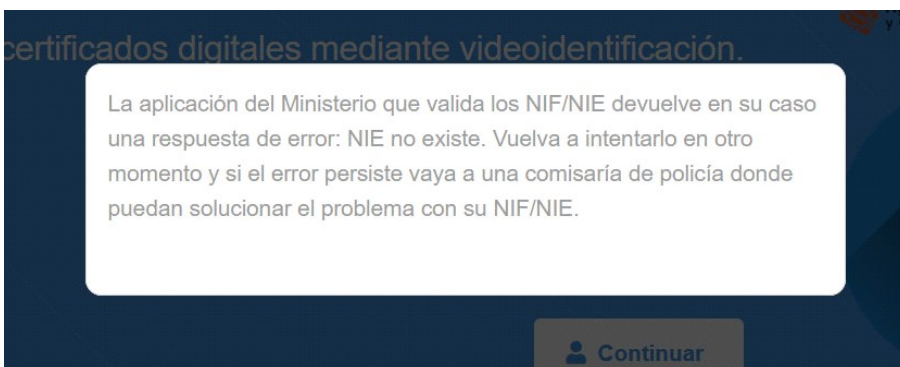 certificados digitales mediante videoidentificación.
La aplicación del Ministerio que valida los NIF/NIE devuelve en su caso
una respuesta de error: NIE no existe. Vuelva a intentarlo en otro
momento y si el error persiste vaya a una comisaría de policía donde
puedan solucionar el problema con su NIF/NIE.
Continuar